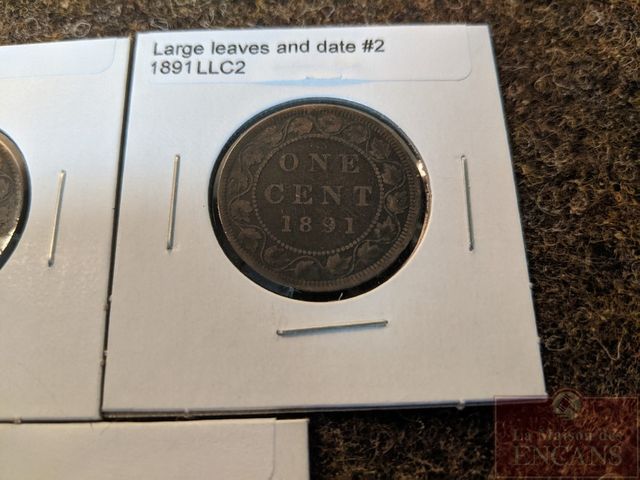 Large leaves and date #2
1891LLC2
ONE
CENT
1891
La Maison des
ENCANS